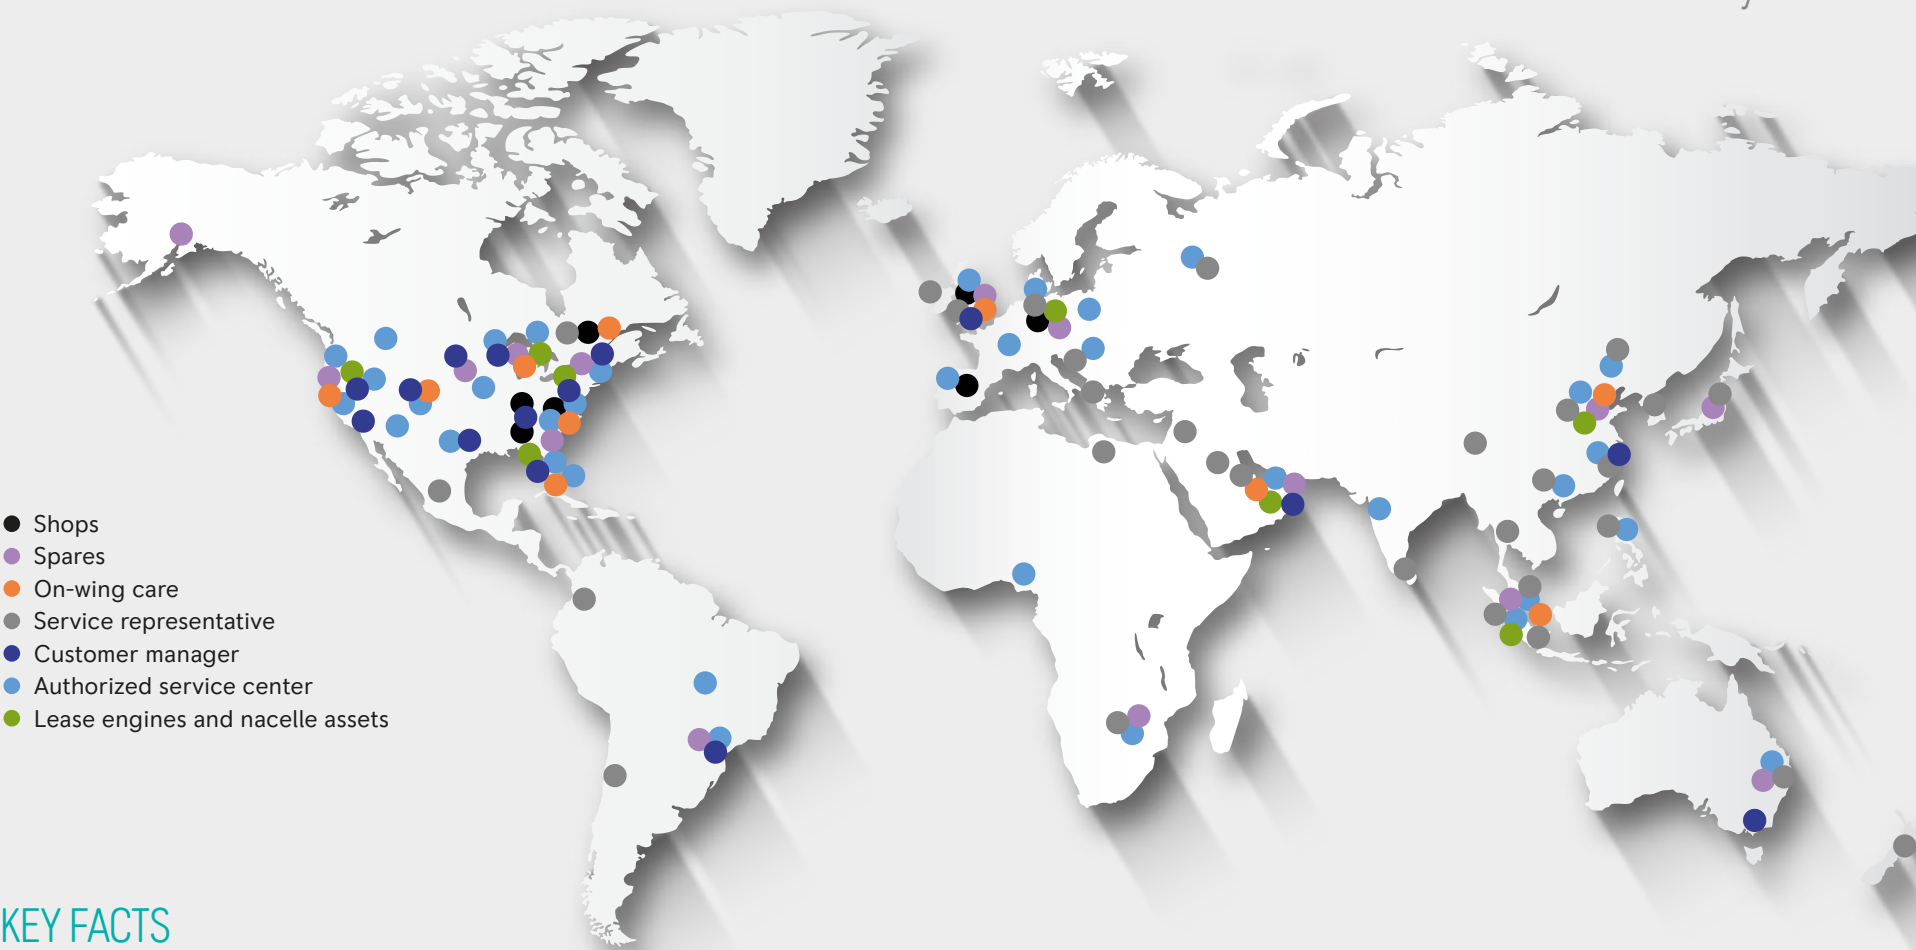 Shops
Spares
On-wing care
Service representative
Customer manager
Authorized service center
Lease engines and nacelle assets
KEY FACTS